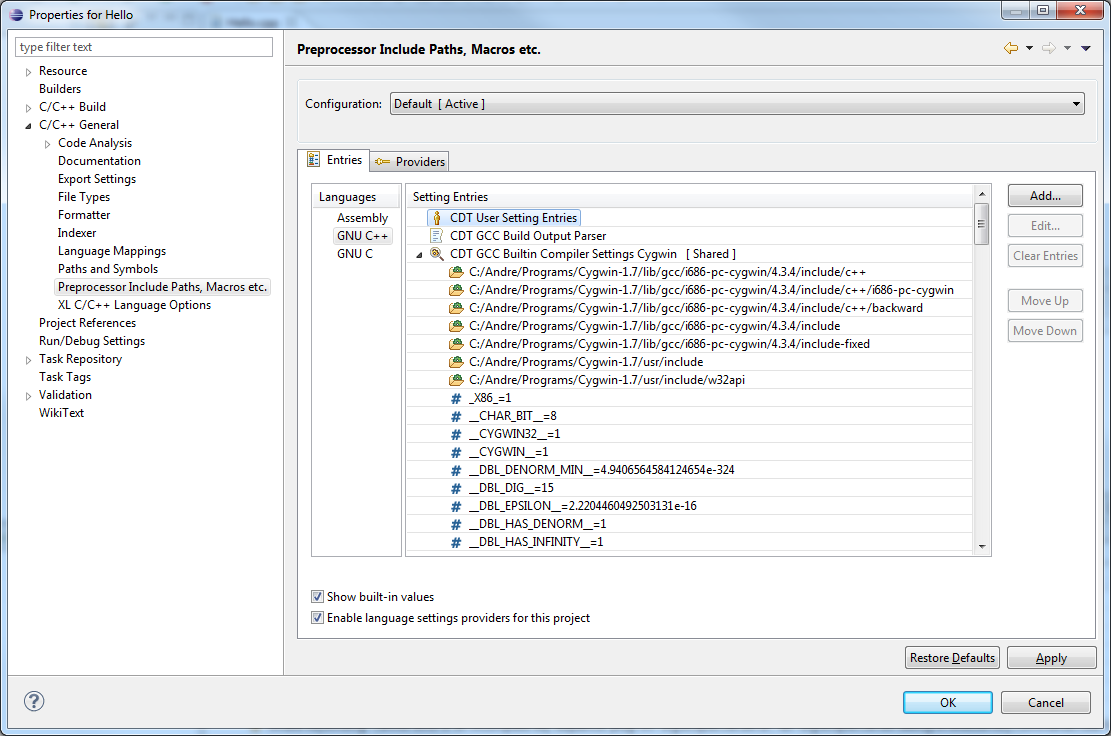 Properties for Hello
type filter text
Resource
Builders
C/C++ Build
C/C++ General
Code Analysis
Documentation
Export Settings
File Types
Formatter
Indexer
Language Mappings
Paths and Symbols
Preprocessor Include Paths, Macros etc.
XL C/C++ Language Options
Project References
Run/Debug Settings
Task Repository
Task Tags
Validation
WikiText
Preprocessor Include Paths, Macros etc.
Configuration: Default [ Active ]
Entries Providers
Languages
Assembly
GNU C++
GNU C
Setting Entries
CDT User Setting Entries
CDT GCC Build Output Parser
CDT GCC Builtin Compiler Settings Cygwin [ Shared ]
C:/Andre/Programs/Cygwin-1.7/lib/gcc/i686-pc-cygwin/4.3.4/include/c++
C:/Andre/Programs/Cygwin-1.7/lib/gcc/i686-pc-cygwin/4.3.4/include/c++/i686-pc-cygwin
C:/Andre/Programs/Cygwin-1.7/lib/gcc/i686-pc-cygwin/4.3.4/include/c++/backward
C:/Andre/Programs/Cygwin-1.7/lib/gcc/i686-pc-cygwin/4.3.4/include
C:/Andre/Programs/Cygwin-1.7/lib/gcc/i686-pc-cygwin/4.3.4/include-fixed
C:/Andre/Programs/Cygwin-1.7/usr/include
C:/Andre/Programs/Cygwin-1.7/usr/include/w32api
# _X86_=1
# __CHAR_BIT__=8
# __CYGWIN32__=1
# __CYGWIN__=1
# __DBL_DENORM_MIN__=4.9406564584124654e-324
# __DBL_DIG__=15
# __DBL_EPSILON__=2.2204460492503131e-16
# __DBL_HAS_DENORM__=1
# __DBL_HAS_INFINITY__=1
Add...
Edit...
Clear Entries
Move Up
Move Down
Show built-in values
Enable language settings providers for this project
Restore Defaults Apply
? OK Cancel